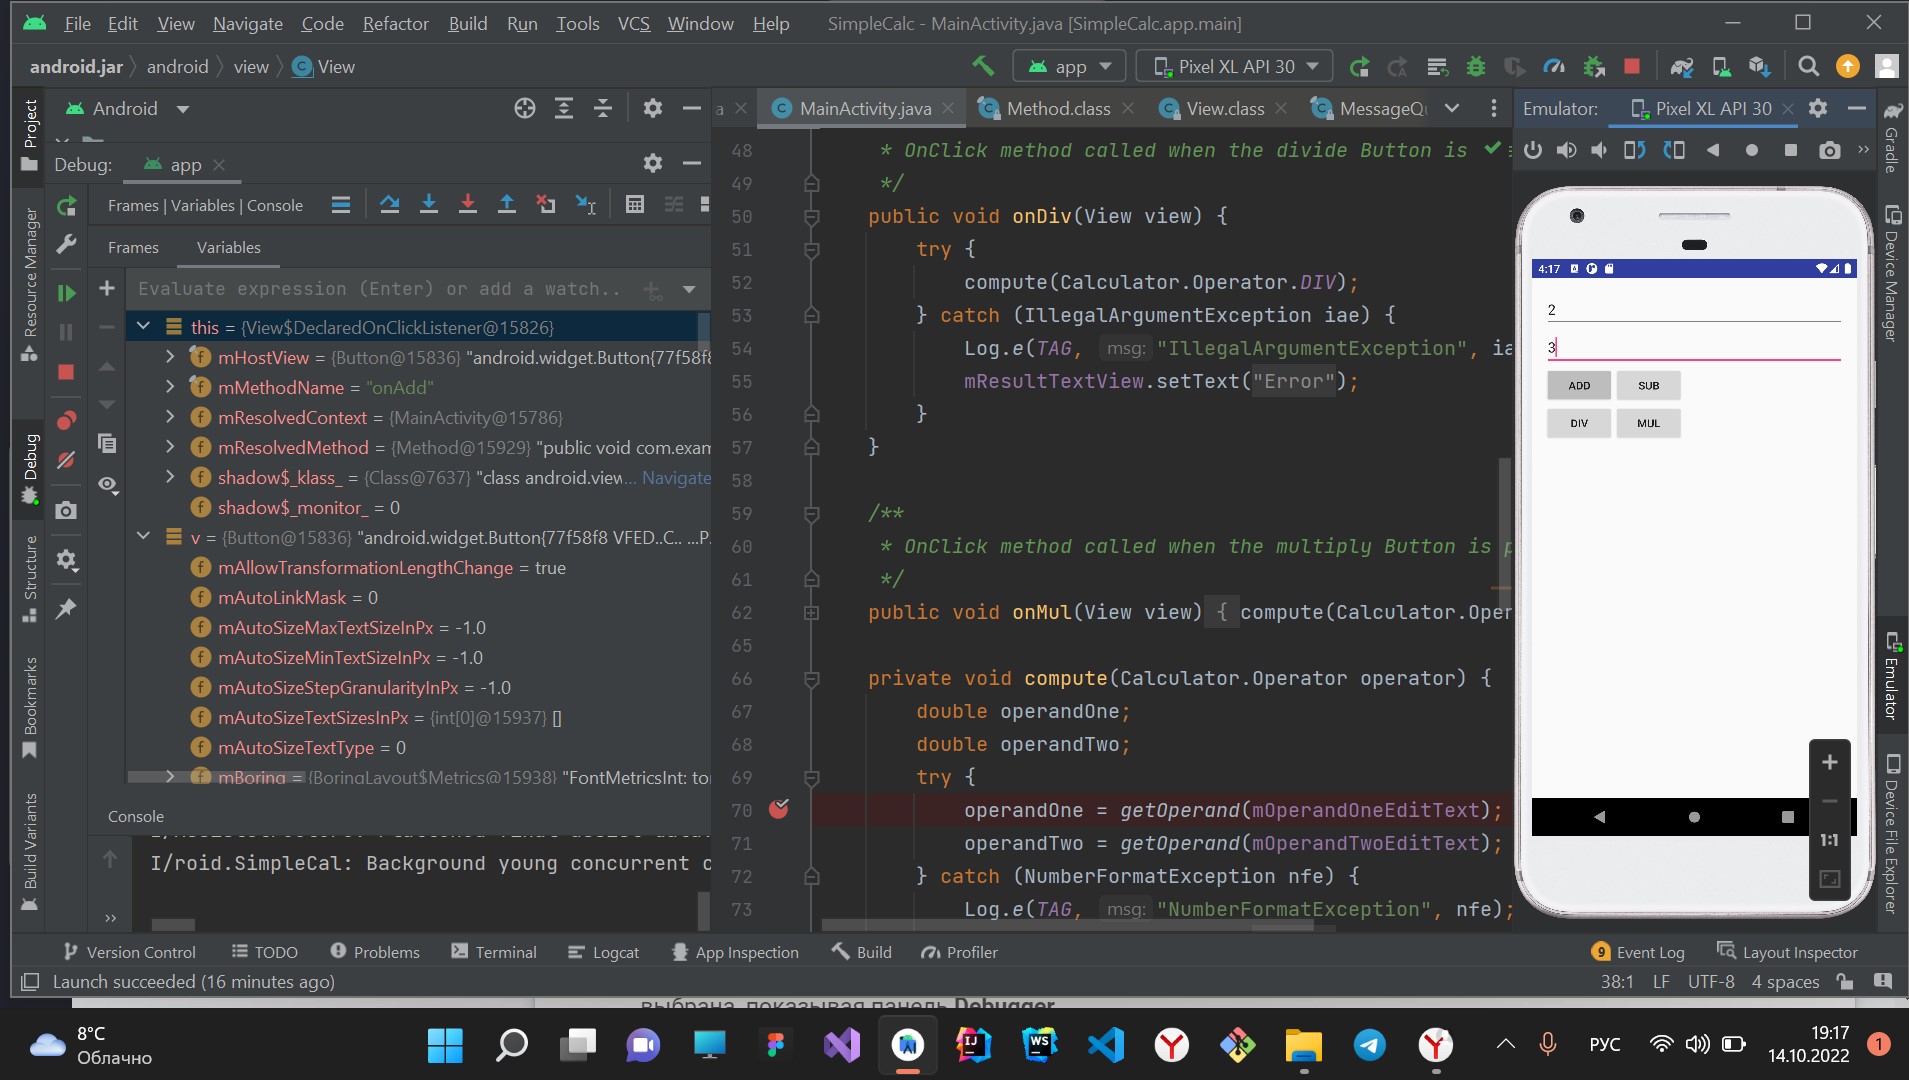 File Edit View Navigate Code Refactor Build Run Tools VCS Window Help SimpleCalc - MainActivity.java [SimpleCalc.app.main]
android.jar android view View app Pixel XL API 30
Project
Android
a MainActivity.java Method.class View.class MessageQu
Emulator: Pixel XL API 30
Gradle
Debug: app
Frames | Variables | Console
Resource Manager
Frames Variables
Evaluate expression (Enter) or add a watch..
this = {View$DeclaredOnClickListener@15826}
mHostView = {Button@15836} "android.widget.Button{77f58f8
mMethodName = "onAdd"
mResolvedContext = {MainActivity@15786}
mResolvedMethod = {Method@15929} "public void com.exam
shadow$_klass_ = {Class@7637} "class android.view... Navigate
shadow$_monitor_ = 0
v = {Button@15836} "android.widget.Button{77f58f8 VFED..C.. ...P.
mAllowTransformationLengthChange = true
mAutoLinkMask = 0
mAutoSizeMaxTextSizeInPx = -1.0
mAutoSizeMinTextSizeInPx = -1.0
mAutoSizeStepGranularityInPx = -1.0
mAutoSizeTextSizesInPx = {int[0]@15937} []
mAutoSizeTextType = 0
mBoring = {BoringLayout$Metrics@15938} "FontMetricsInt: to
Debug
Structure
Bookmarks
Build Variants
Console
I/roid.SimpleCal: Background young concurrent c
48 * OnClick method called when the divide Button is
49 */
50 public void onDiv(View view) {
51 try {
52 compute(Calculator.Operator.DIV);
53 } catch (IllegalArgumentException iae) {
54 Log.e(TAG, msg: "IllegalArgumentException", ia
55 mResultTextView.setText("Error");
56 }
57 }
58
59 /**
60 * OnClick method called when the multiply Button is p
61 */
62 public void onMul(View view) { compute(Calculator.Oper
65
66 private void compute(Calculator.Operator operator) {
67 double operandOne;
68 double operandTwo;
69 try {
70 operandOne = getOperand(mOperandOneEditText);
71 operandTwo = getOperand(mOperandTwoEditText);
72 } catch (NumberFormatException nfe) {
73 Log.e(TAG, msg: "NumberFormatException", nfe);
4:17
2
3
ADD SUB
DIV MUL
1:1
Device Manager
Emulator
Device File Explorer
Version Control TODO Problems Terminal Logcat App Inspection Build Profiler 9 Event Log Layout Inspector
Launch succeeded (16 minutes ago) 38:1 LF UTF-8 4 spaces
выбрана, показывая панель Debugger
8°C
Облачно
IJ WS
РУС
19:17
14.10.2022
1